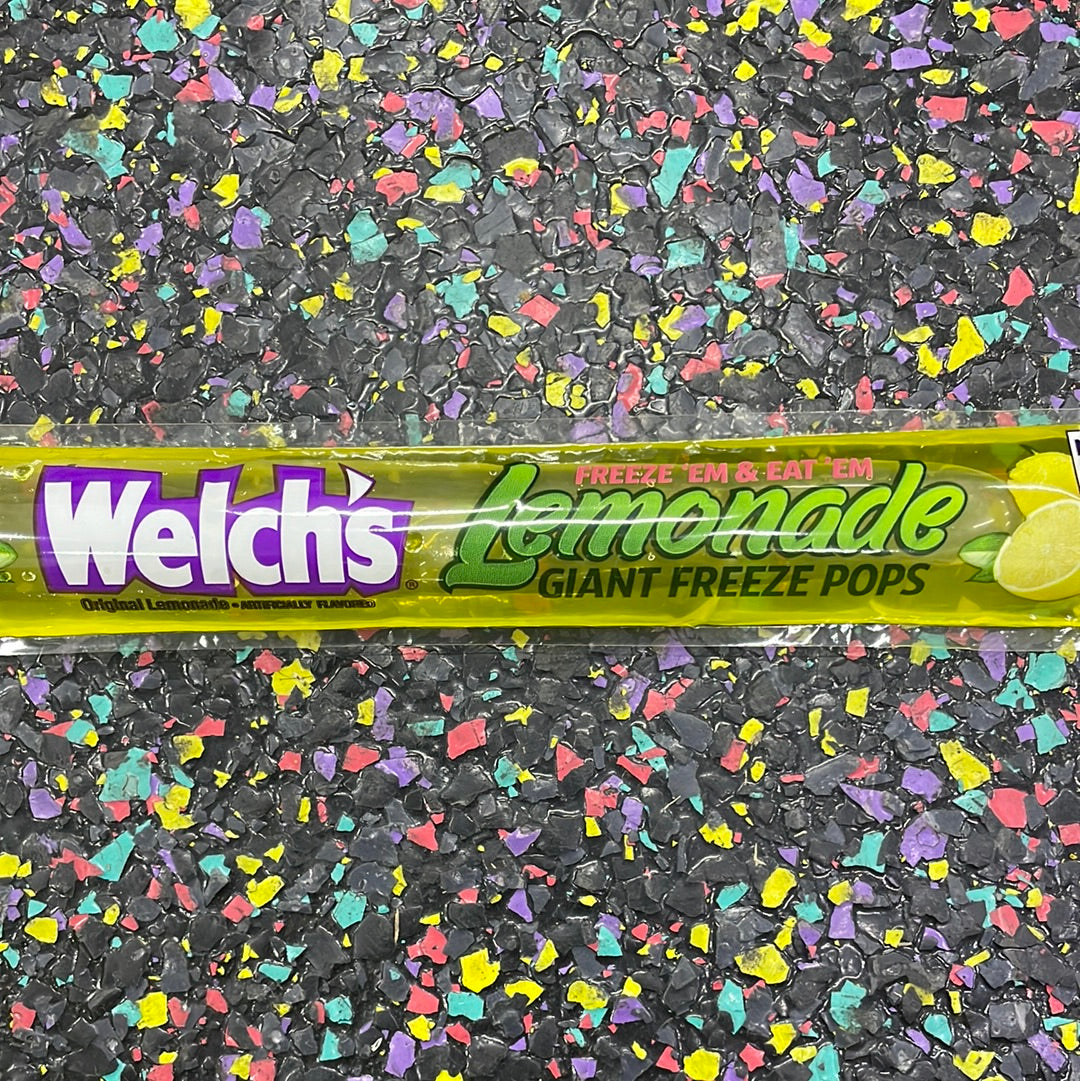 Welch's®
Original Lemonade • ARTIFICIALLY FLAVORED
FREEZE 'EM & EAT 'EM
Lemonade
GIANT FREEZE POPS